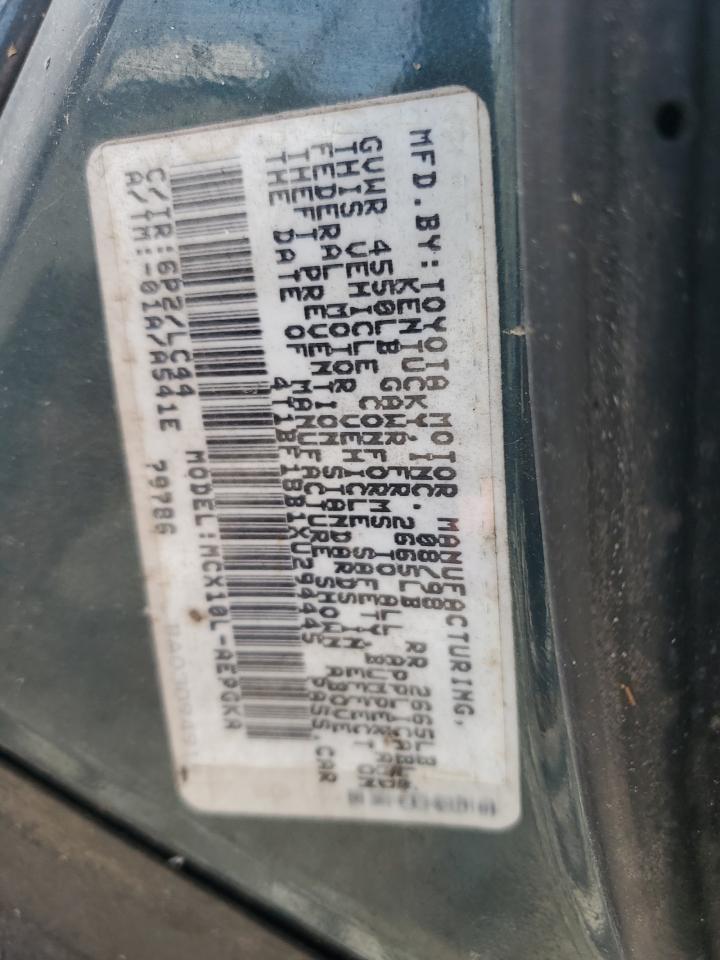 MFD.BY:TOYOTA MOTOR MANUFACTURING,
KENTUCKY,INC. 08/98
GVWR 4550LB GAWR FR 2665LB RR 2665LB
THIS VEHICLE CONFORMS TO ALL APPLICABLE
FEDERAL MOTOR VEHICLE SAFETY,BUMPER,AND
THEFT PREVENTION STANDARDS IN EFFECT ON
THE DATE OF MANUFACTURE SHOWN ABOVE.
4T1BF18B1XU294445 PASS.CAR
C/TR:6P2/LC44 MODEL:MCX10L-AEPGKA
A/TM:-01A/A541E 79786